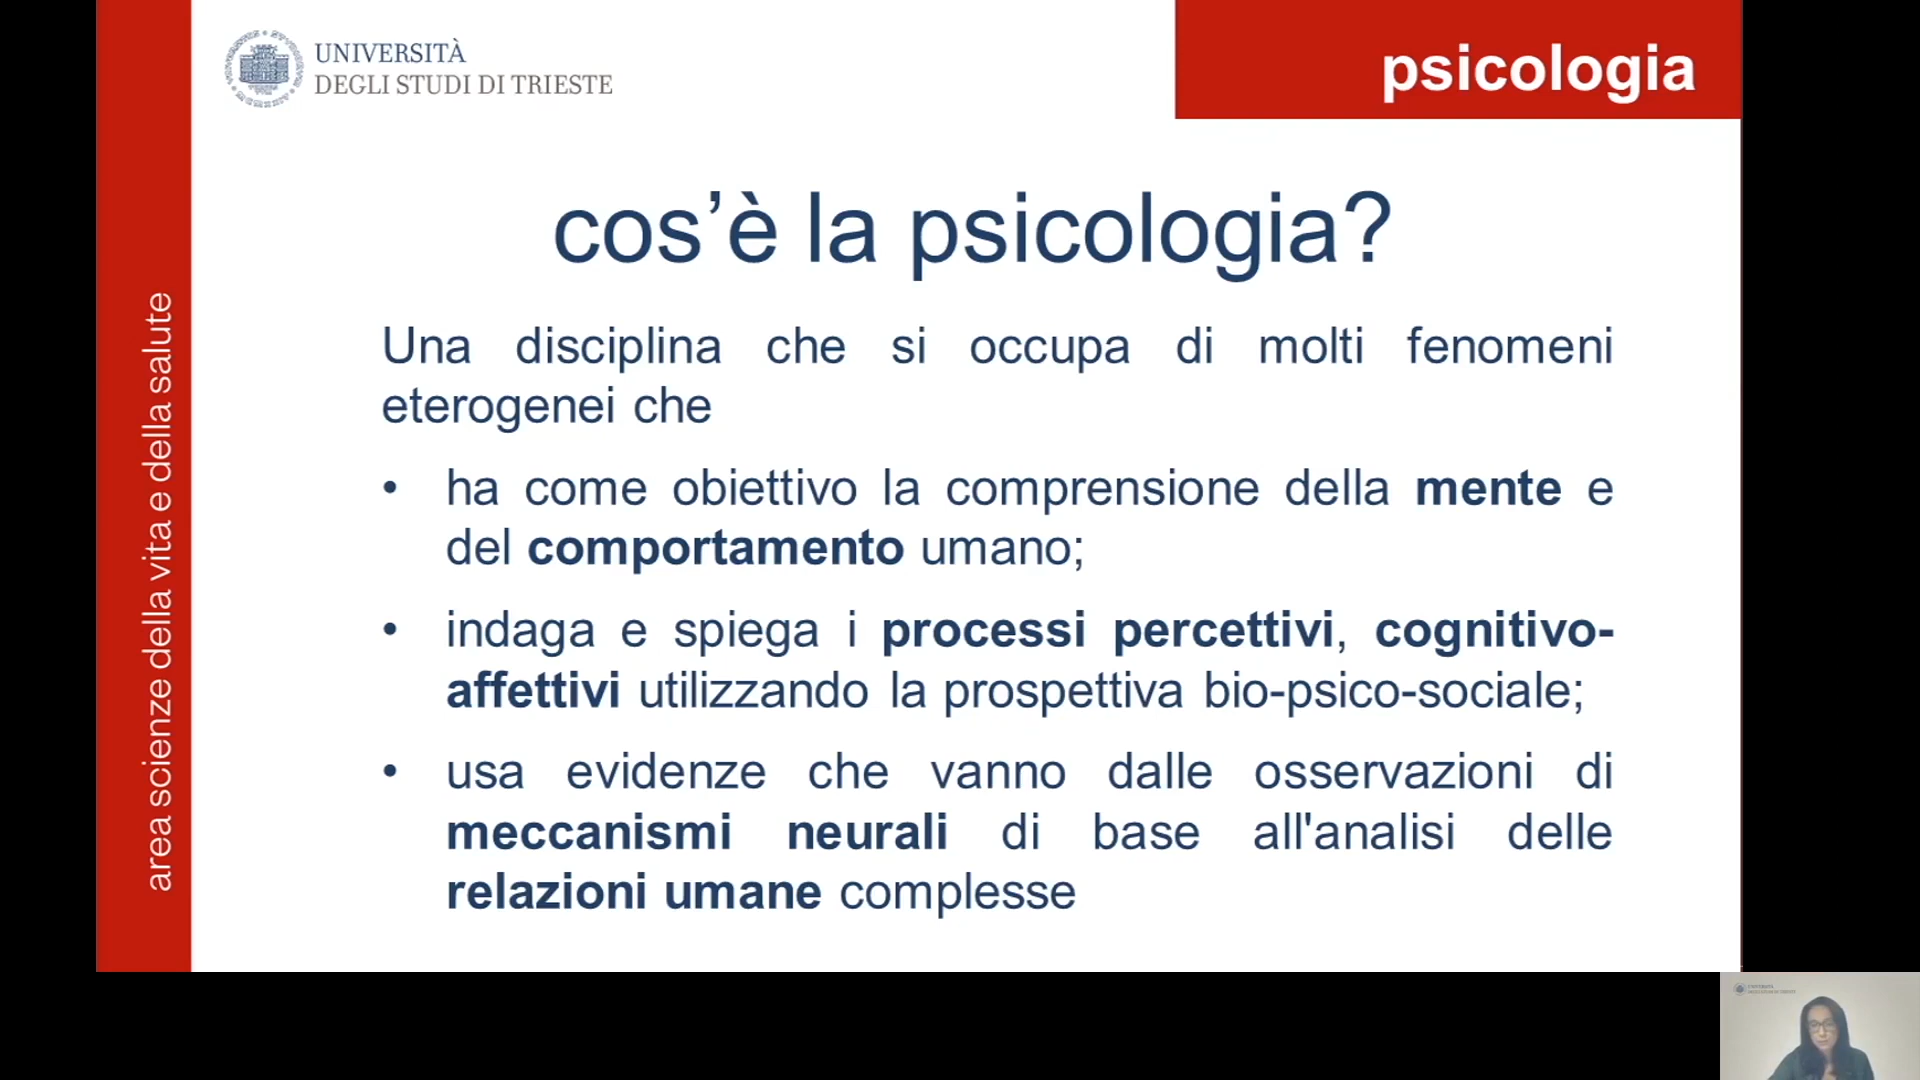 UNIVERSITÀ
DEGLI STUDI DI TRIESTE
psicologia
area scienze della vita e della salute
cos’è la psicologia?
Una disciplina che si occupa di molti fenomeni
eterogenei che
• ha come obiettivo la comprensione della mente e
del comportamento umano;
• indaga e spiega i processi percettivi, cognitivo-
affettivi utilizzando la prospettiva bio-psico-sociale;
• usa evidenze che vanno dalle osservazioni di
meccanismi neurali di base all'analisi delle
relazioni umane complesse